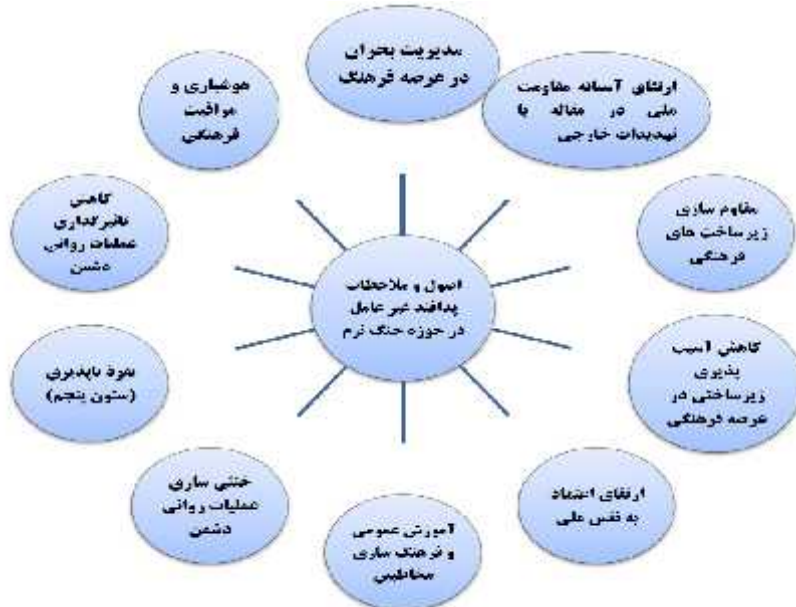 مدیریت بحران
در عرصه فرهنگ
ارتقای آستانه مقاومت
ملی در مقاله با
تهدیدات خارجی
مقاوم سازی
زیرساخت های
فرهنگی
کاهش آسیب
پذیری
زیرساختی در
عرصه فرهنگی
ارتقای اعتماد
به نفس ملی
آموزش عمومی
و فرهنگ سازی
مخاطبین
خنثی سازی
عملیات روانی
دشمن
نفوذ ناپذیری
(ستون پنجم)
کاهش
تاثیرگذاری
عملیات روانی
دشمن
هوشیاری و
مراقبت
فرهنگی
اصول و ملاحظات
پدافند غیر عامل
در حوزه جنگ نرم